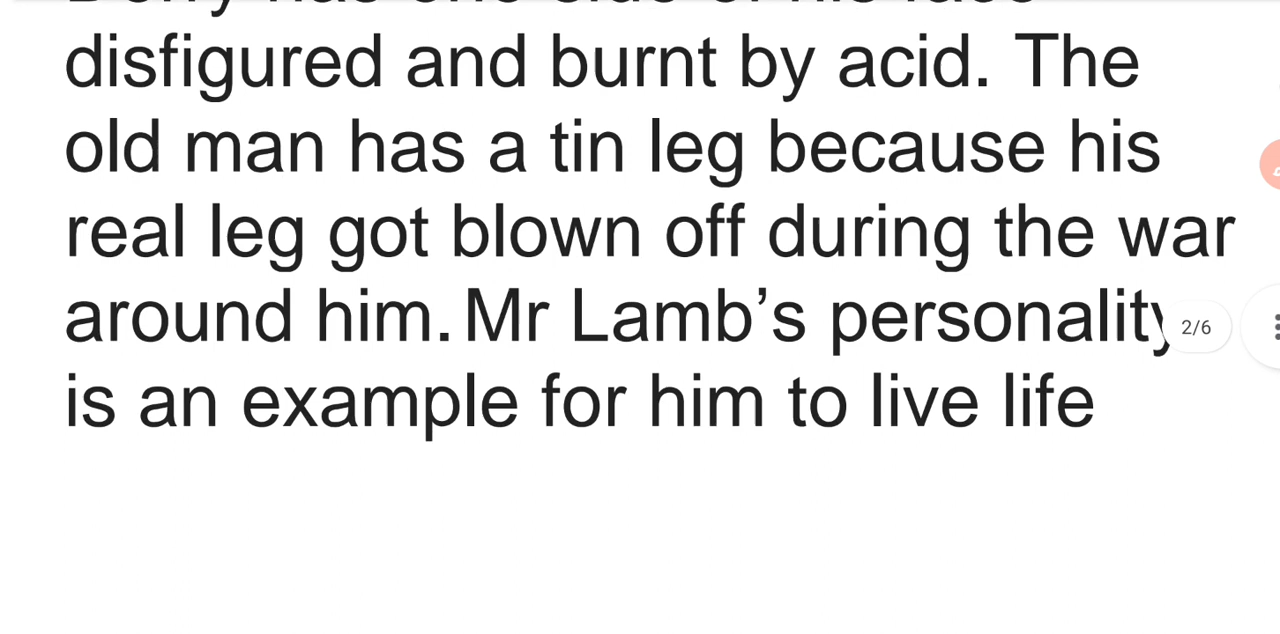 disfigured and burnt by acid. The
old man has a tin leg because his
real leg got blown off during the war
around him. Mr Lamb’s personality
2/6
is an example for him to live life